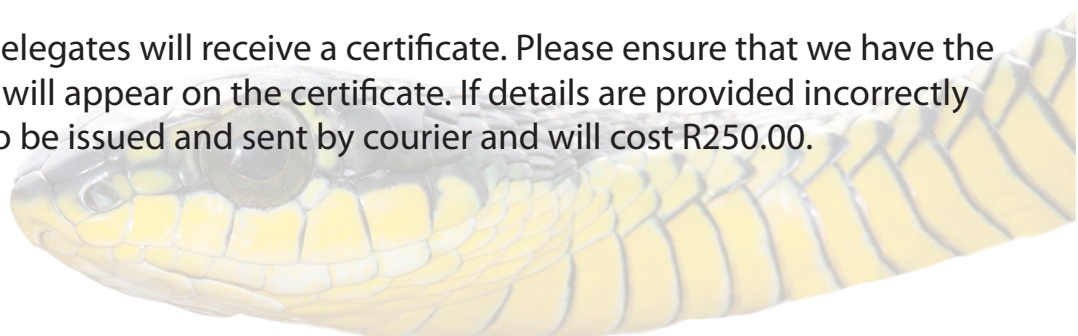 elegates will receive a certificate. Please ensure that we have the
will appear on the certificate. If details are provided incorrectly
o be issued and sent by courier and will cost R250.00.